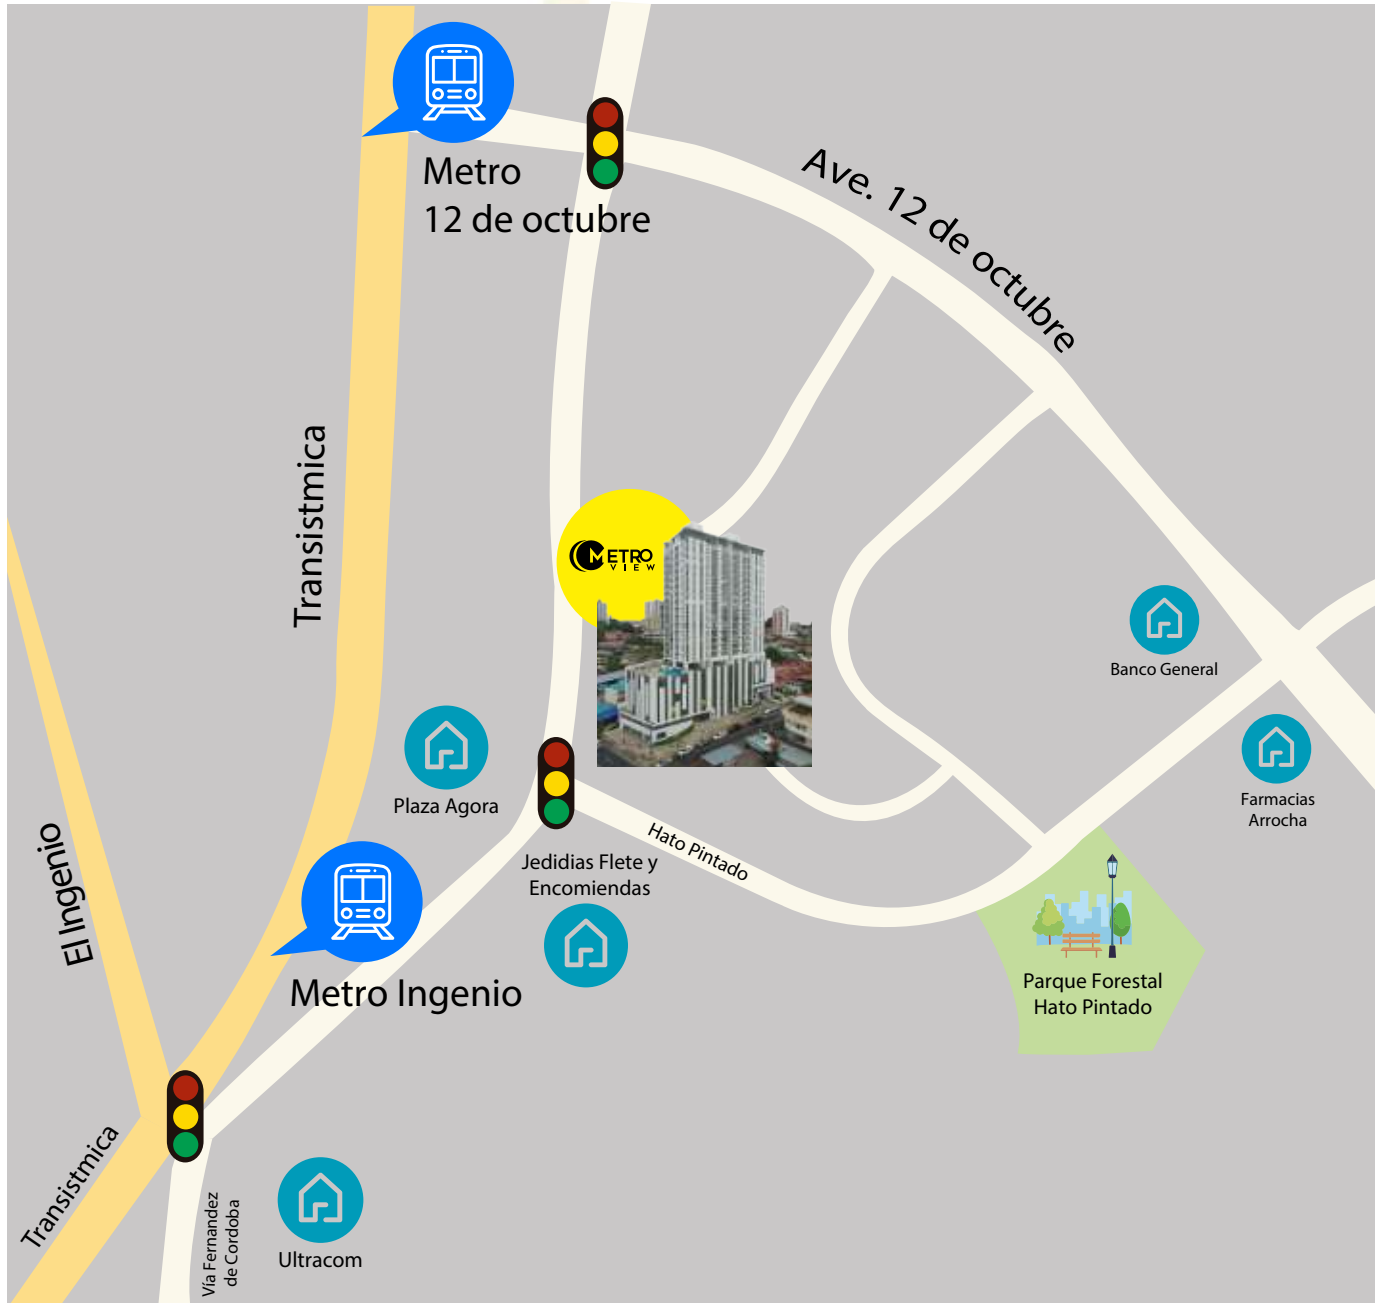 Metro
12 de octubre
Ave. 12 de octubre
Transistmica
METRO
VIEW
Banco General
Plaza Agora
Farmacias
Arrocha
Hato Pintado
El Ingenio
Jedidias Flete y
Encomiendas
Metro Ingenio
Parque Forestal
Hato Pintado
Transistmica
Vía Fernandez
de Cordoba
Ultracom